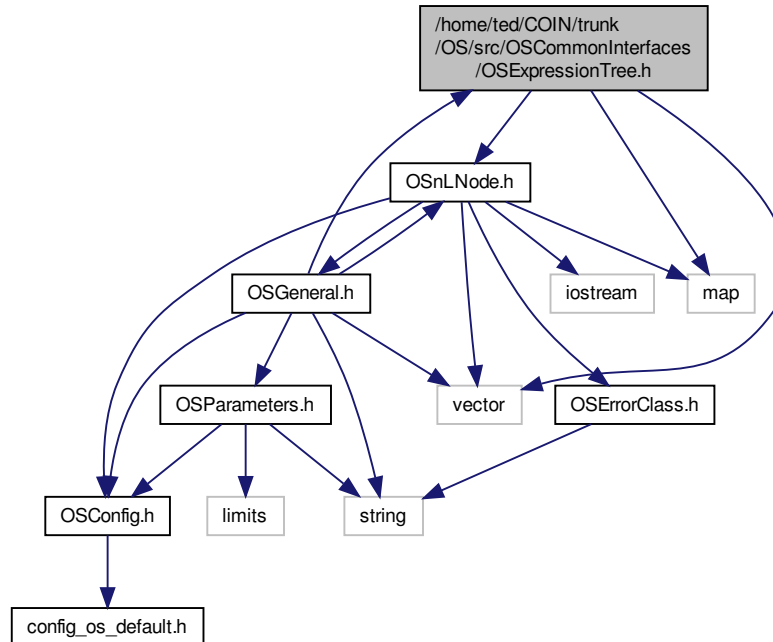 /home/ted/COIN/trunk
/OS/src/OSCommonInterfaces
/OSExpressionTree.h
OSnLNode.h
OSGeneral.h
iostream
map
OSParameters.h
vector
OSErrorClass.h
OSConfig.h
limits
string
config_os_default.h